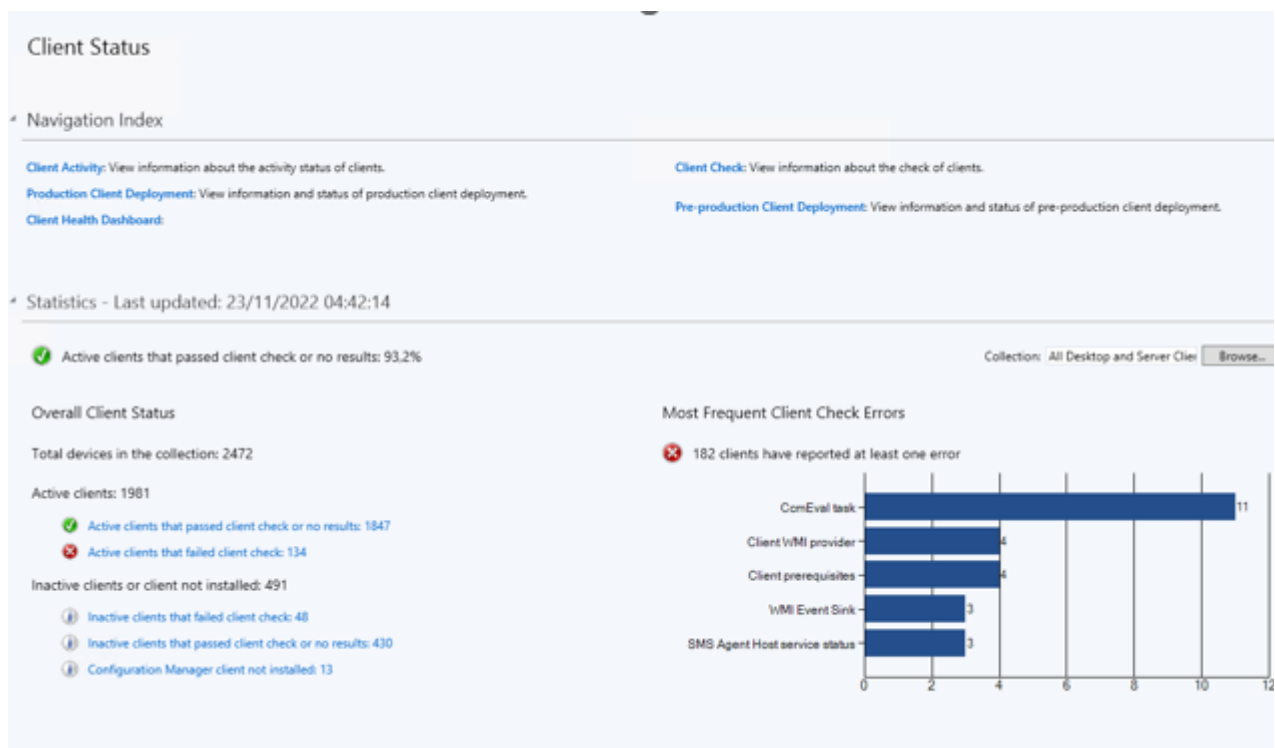 Client Status
Navigation Index
Client Activity: View information about the activity status of clients.
Client Check: View information about the check of clients.
Production Client Deployment: View information and status of production client deployment.
Pre-production Client Deployment: View information and status of pre-production client deployment.
Client Health Dashboard:
Statistics - Last updated: 23/11/2022 04:42:14
Active clients that passed client check or no results: 93.2%
Collection: All Desktop and Server Clie
Browse...
Overall Client Status
Total devices in the collection: 2472
Active clients: 1981
Active clients that passed client check or no results: 1847
Active clients that failed client check: 134
Inactive clients or client not installed: 491
Inactive clients that failed client check: 48
Inactive clients that passed client check or no results: 430
Configuration Manager client not installed: 13
Most Frequent Client Check Errors
182 clients have reported at least one error
CcmEval task 11
Client WMI provider 4
Client prerequisites 4
WMI Event Sink 3
SMS Agent Host service status 3
0 2 4 6 8 10 12